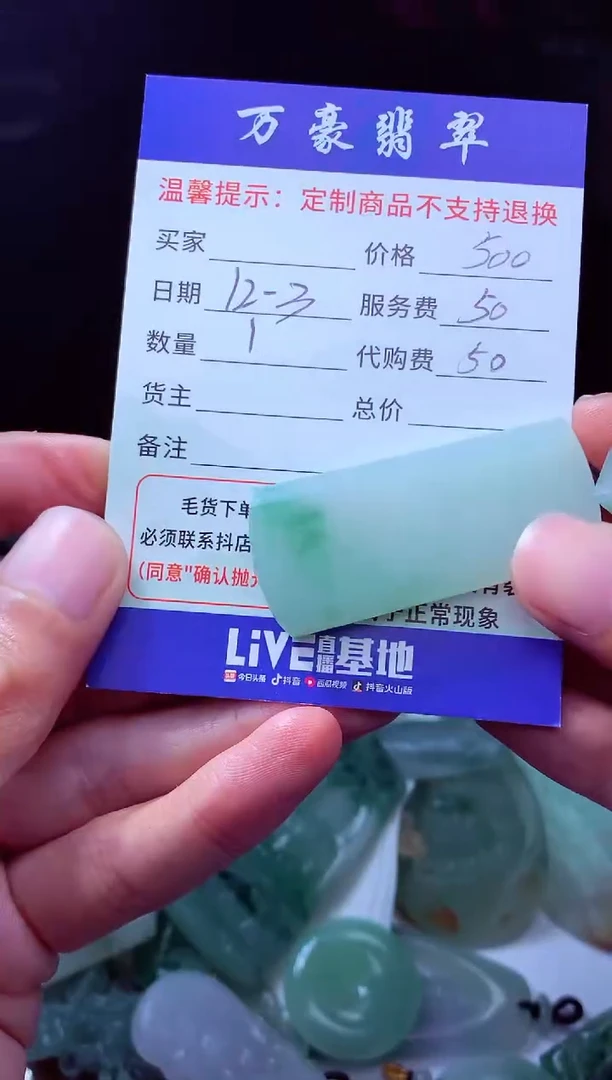 万豪翡翠
温馨提示：定制商品不支持退换
买家 价格 500
日期 12-3 服务费 50
数量 1 代购费 50
货主 总价
备注
毛货下单
必须联系抖店
(同意"确认抛
正常现象
LiVE直播基地
今日头条 抖音 西瓜视频 抖音火山版